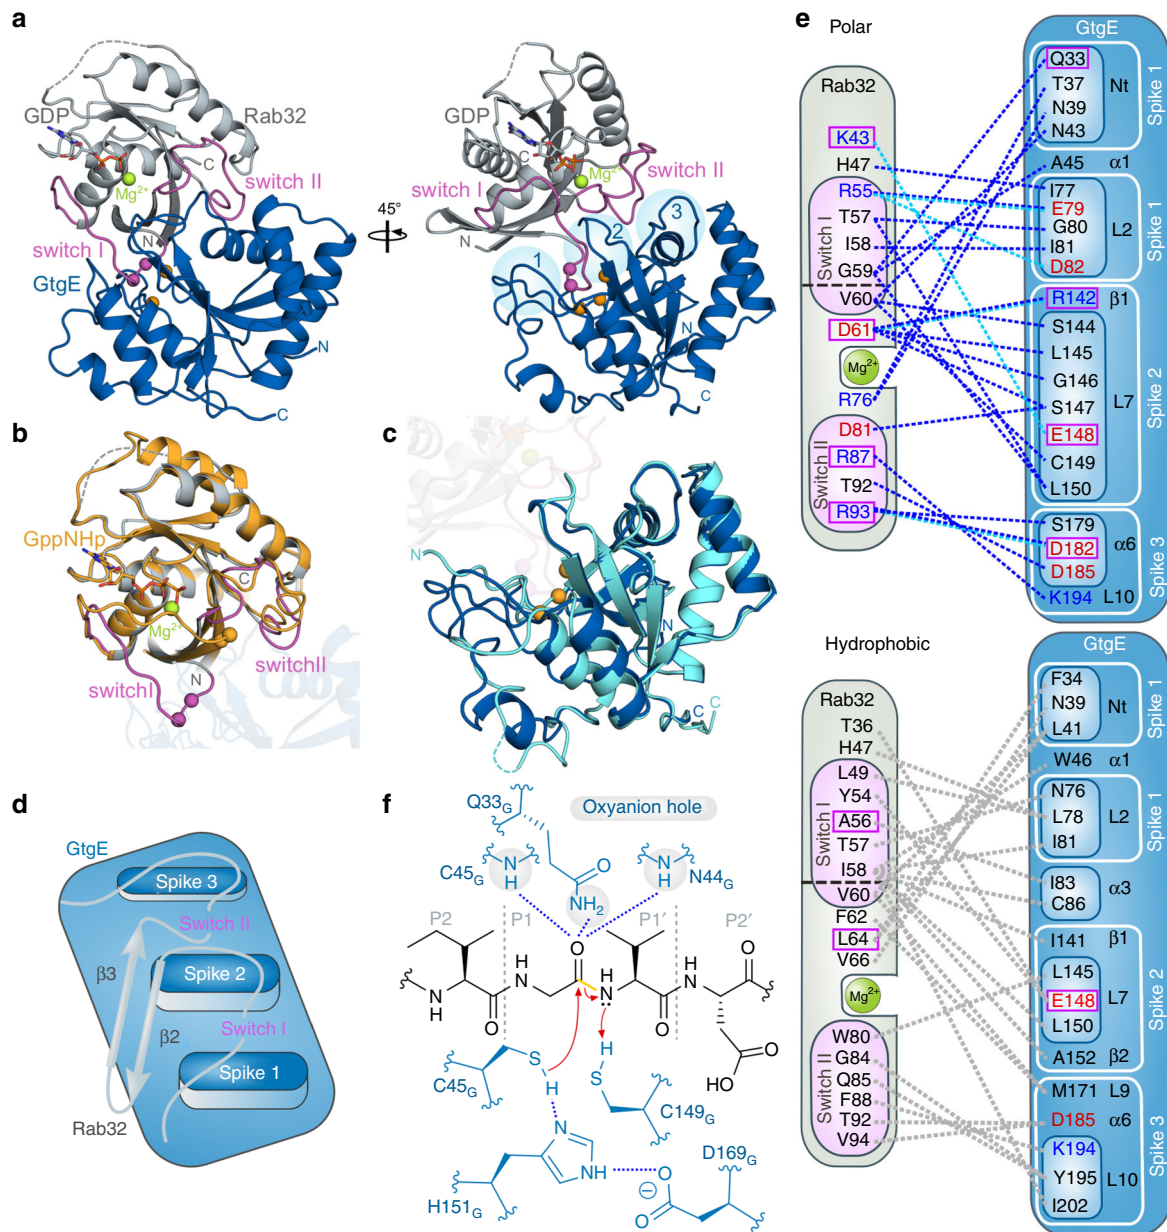 a
GDP
Rab32
C
Mg2+
switch II
switch I
N
GtgE
N
C
45°
GDP
C
Mg2+
switch I
switch II
N
1
2
3
N
C
b
GppNHp
C
Mg2+
switchII
switchI
N
c
N
N
C
C
d
GtgE
Spike 3
Switch II
β3
Spike 2
Switch I
β2
Spike 1
Rab32
e
Polar
Rab32
K43
H47
R55
T57
I58
G59
V60
Switch I
D61
Mg2+
R76
D81
R87
T92
R93
Switch II
GtgE
Q33
T37
N39
N43
Nt
A45
α1
Spike 1
I77
E79
G80
I81
D82
L2
Spike 1
R142
β1
S144
L145
G146
S147
E148
C149
L150
L7
Spike 2
S179
D182
D185
α6
K194
L10
Spike 3
Hydrophobic
Rab32
T36
H47
L49
Y54
A56
T57
I58
V60
Switch I
F62
L64
V66
Mg2+
W80
G84
Q85
F88
T92
V94
Switch II
GtgE
F34
N39
L41
Nt
Spike 1
W46
α1
N76
L78
I81
L2
Spike 1
I83
C86
α3
I141
β1
L145
E148
L150
L7
A152
β2
Spike 2
M171
L9
D185
α6
K194
Y195
I202
L10
Spike 3
f
Q33G
Oxyanion hole
C45G
N
H
NH2
N
H
N44G
P2
P1
P1′
P2′
O
H
N
N
H
N
H
N
O
O
O
O
HO
S
H
H
S
C45G
C149G
N
NH
O
O
D169G
H151G